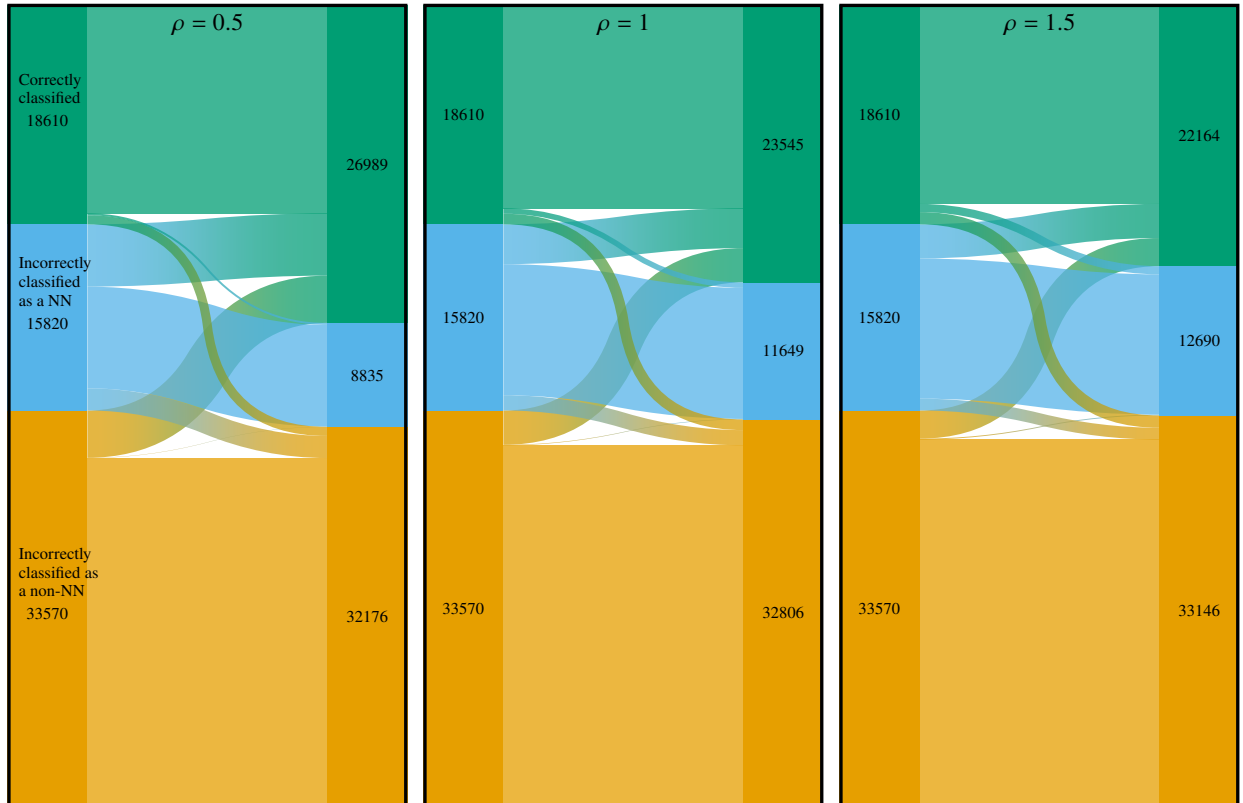 ρ = 0.5
Correctly
classified
18610
26989
Incorrectly
classified
as a NN
15820
8835
Incorrectly
classified as
a non-NN
33570
32176
ρ = 1
18610
23545
15820
11649
33570
32806
ρ = 1.5
18610
22164
15820
12690
33570
33146